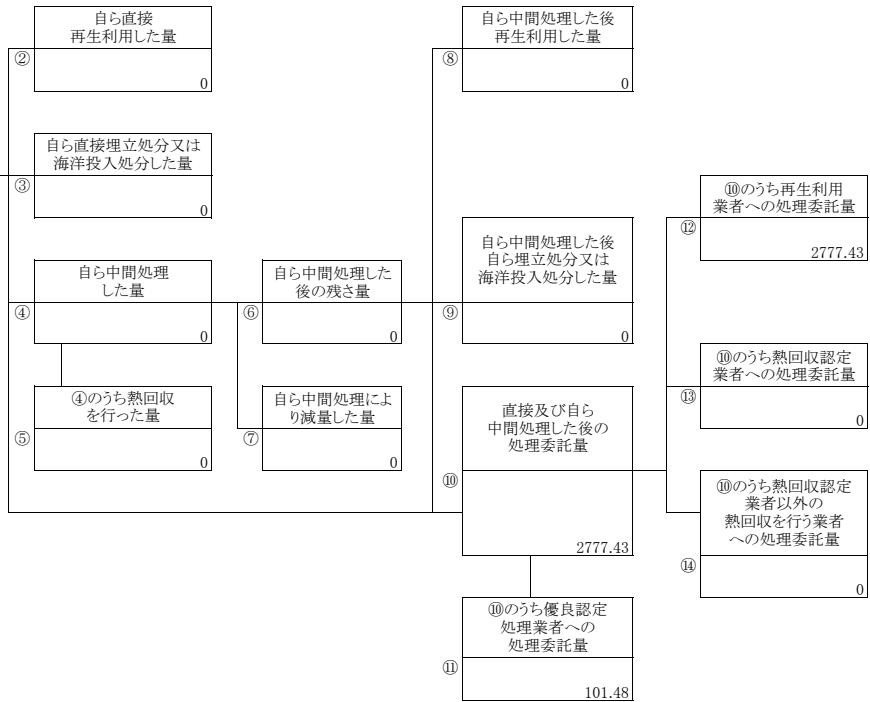 自ら直接
再生利用した量
②
0
自ら直接埋立処分又は
海洋投入処分した量
③
0
自ら中間処理
した量
④
0
④のうち熱回収
を行った量
⑤
0
自ら中間処理した
後の残さ量
⑥
0
自ら中間処理によ
り減量した量
⑦
0
自ら中間処理した後
再生利用した量
⑧
0
自ら中間処理した後
自ら埋立処分又は
海洋投入処分した量
⑨
0
直接及び自ら
中間処理した後の
処理委託量
⑩
2777.43
⑩のうち優良認定
処理業者への
処理委託量
⑪
101.48
⑩のうち再生利用
業者への処理委託量
⑫
2777.43
⑩のうち熱回収認定
業者への処理委託量
⑬
0
⑩のうち熱回収認定
業者以外の
熱回収を行う業者
への処理委託量
⑭
0